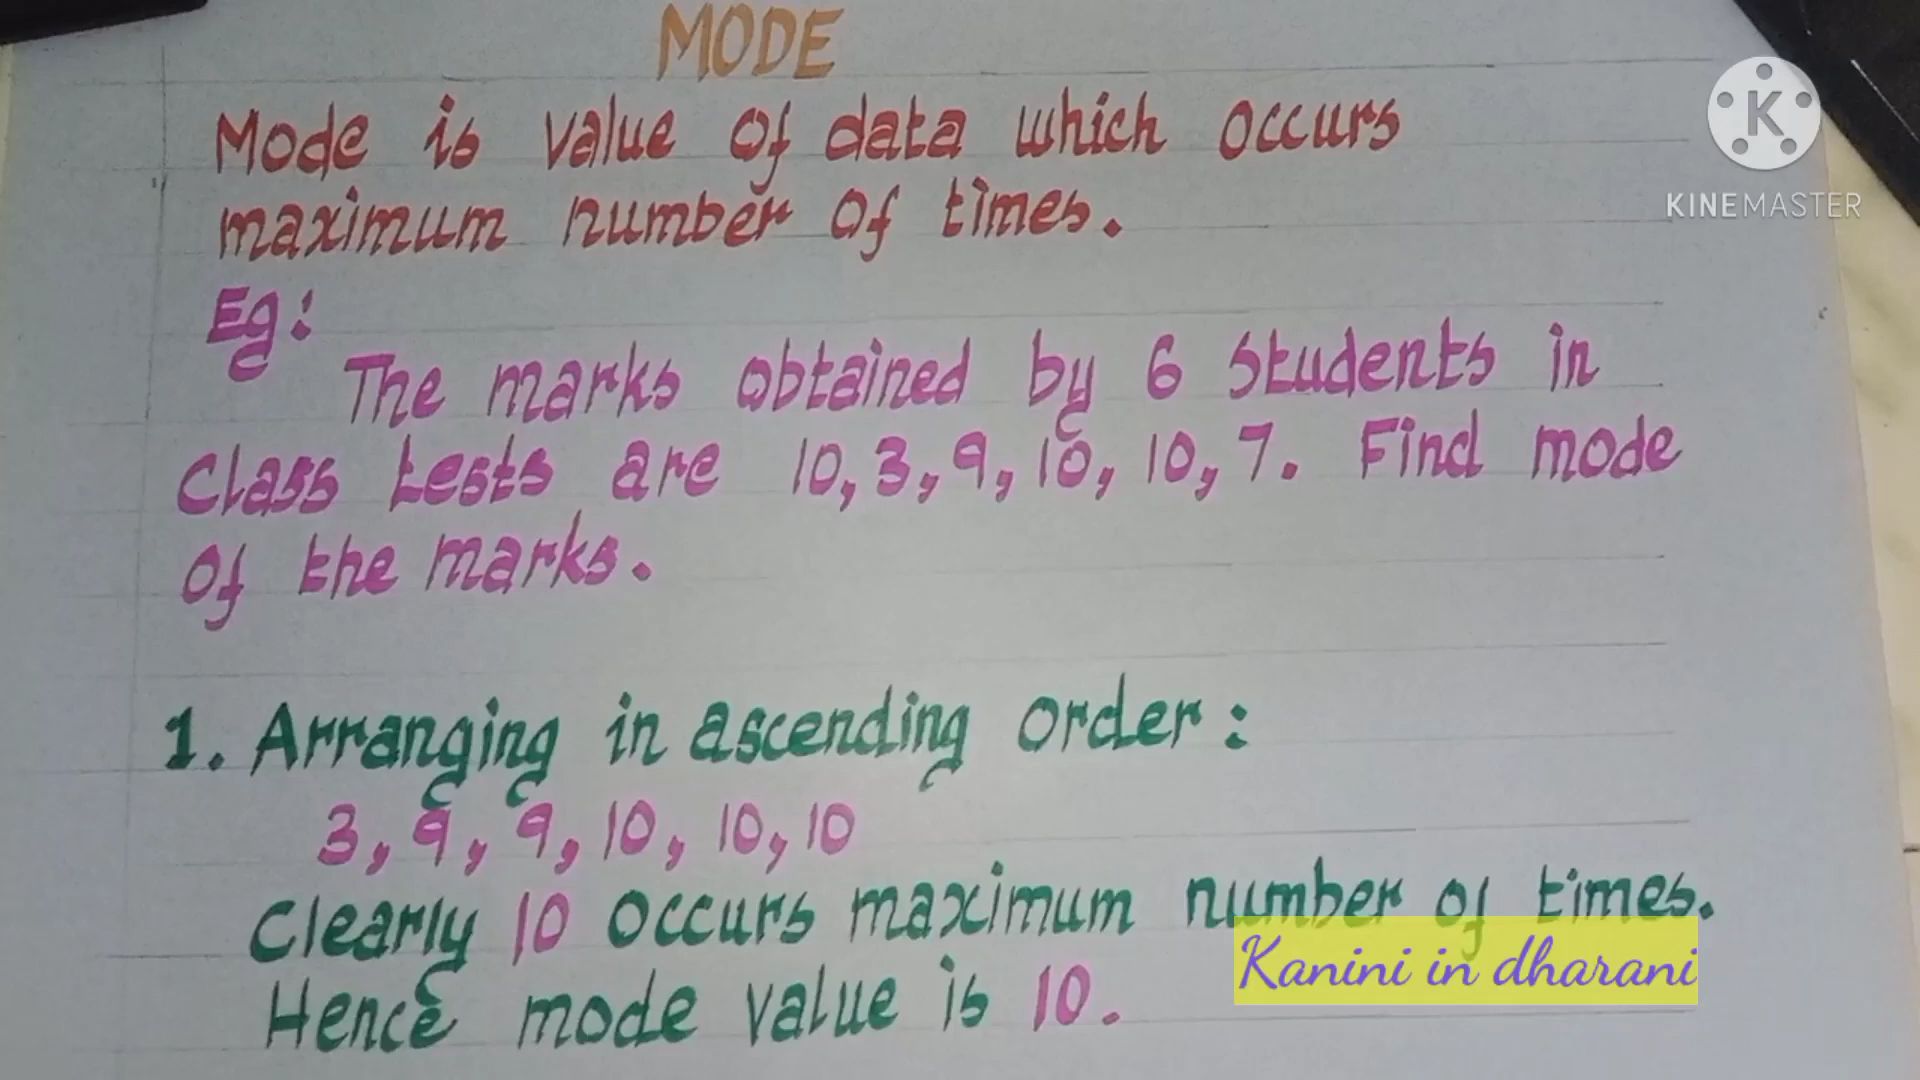 MODE
Mode is value of data which occurs
maximum number of times.
Eg:
The marks obtained by 6 students in
class tests are 10, 3, 9, 10, 10, 7. Find mode
of the marks.
1. Arranging in ascending order:
3, 9, 9, 10, 10, 10
Clearly 10 occurs maximum number of times.
Hence mode value is 10.
Kanini in dharani
K
KINEMASTER